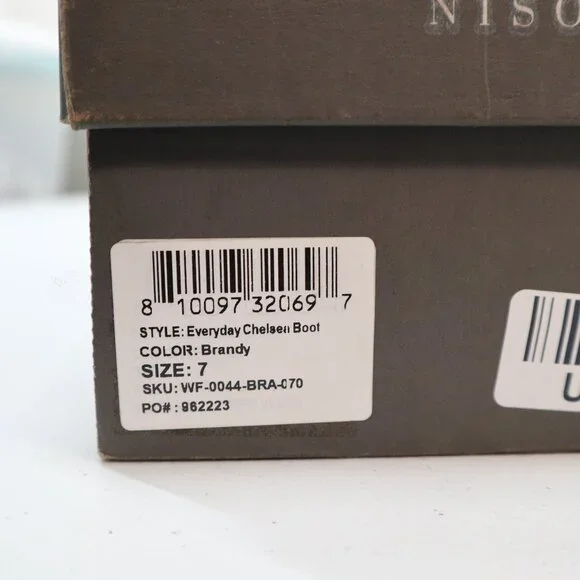 NISO
8 10097 32069 7
STYLE: Everyday Chelsea Boot
COLOR: Brandy
SIZE: 7
SKU: WF-0044-BRA-070
PO# : 962223
U